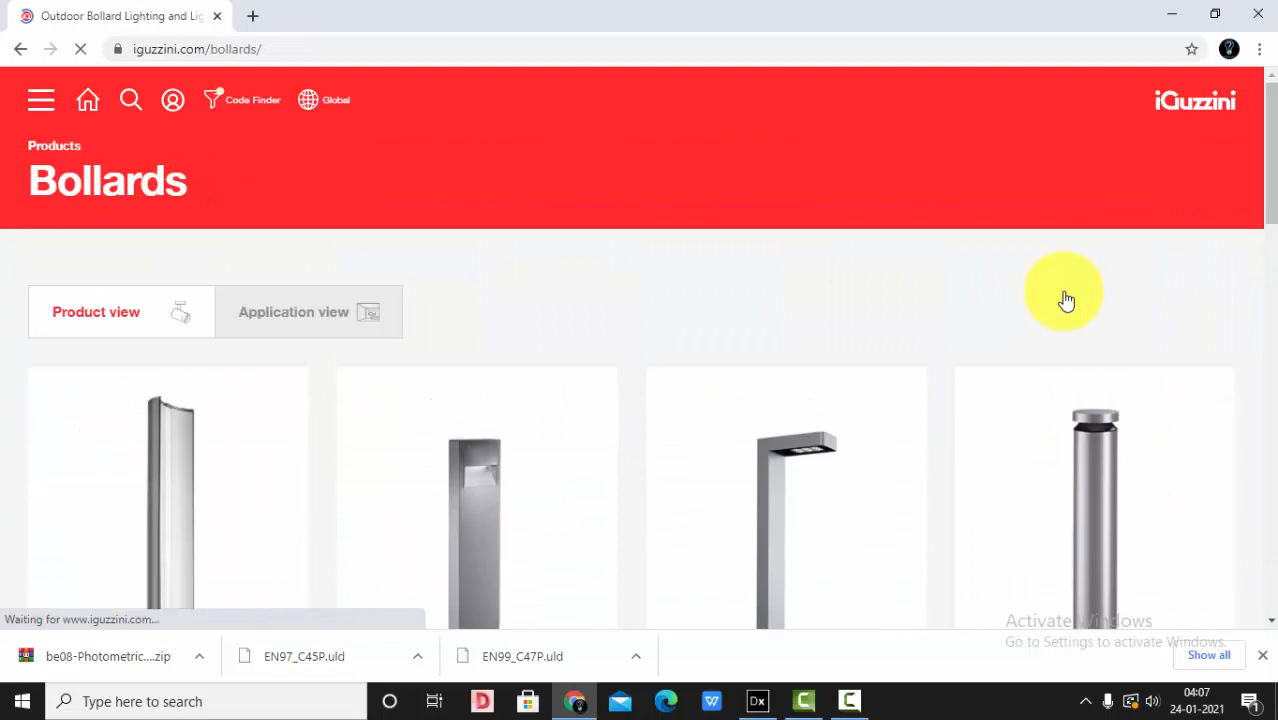 Outdoor Bollard Lighting and Lig
iguzzini.com/bollards/
Code Finder
Global
iGuzzini
Products
Bollards
Product view
Application view
Waiting for www.iguzzini.com...
Activate Windows
Go to Settings to activate Windows.
be08-Photometric....zip
EN97_C45P.uld
EN99_C47P.uld
Show all
Type here to search
D
W
Dx
C
C
04:07
24-01-2021
1